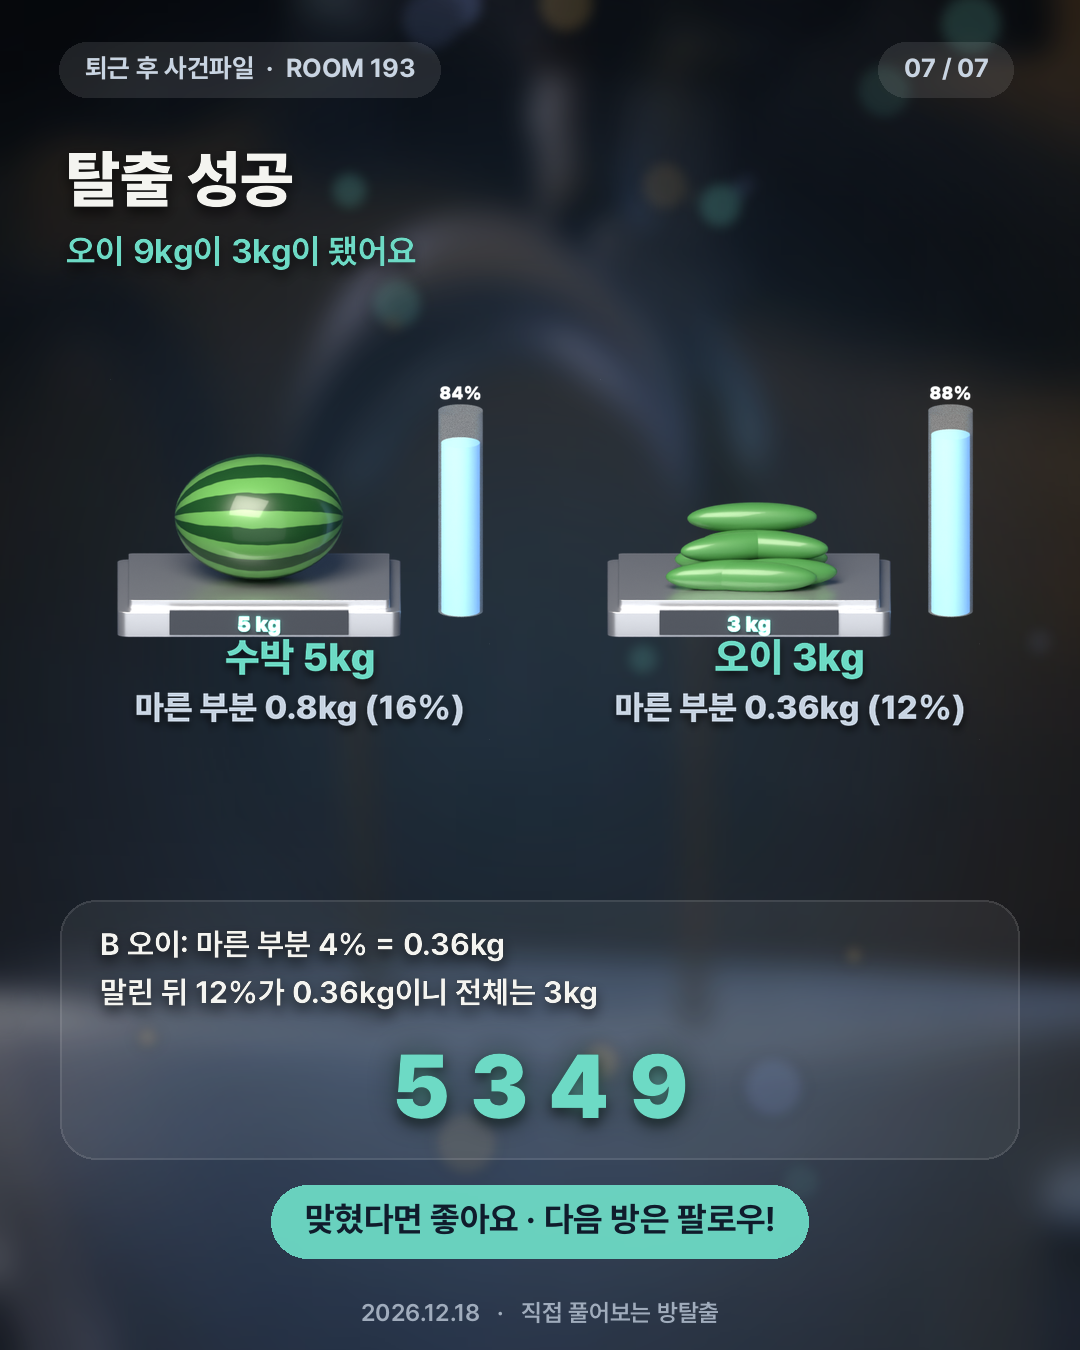 퇴근 후 사건파일 · ROOM 193
07 / 07
탈출 성공
오이 9kg이 3kg이 됐어요
84%
88%
5 kg
3 kg
수박 5kg
오이 3kg
마른 부분 0.8kg (16%)
마른 부분 0.36kg (12%)
B 오이: 마른 부분 4% = 0.36kg
말린 뒤 12%가 0.36kg이니 전체는 3kg
5 3 4 9
맞혔다면 좋아요 · 다음 방은 팔로우!
2026.12.18 · 직접 풀어보는 방탈출